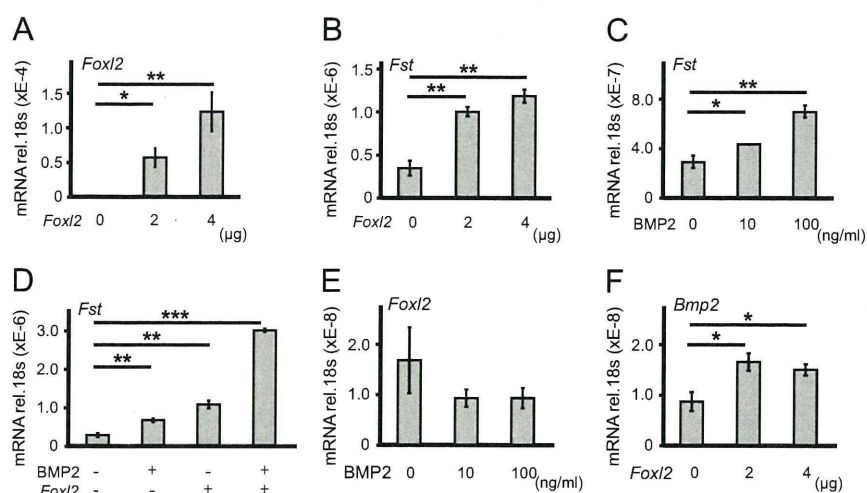 A
Foxl2
mRNA rel.18s (xE-4)
**
*
1.5
1.0
0.5
0
Foxl2 0 2 4
(µg)
B
Fst
mRNA rel.18s (xE-6)
**
**
1.5
1.0
0.5
0
Foxl2 0 2 4
(µg)
C
Fst
mRNA rel.18s (xE-7)
**
*
8.0
4.0
0
BMP2 0 10 100
(ng/ml)
D
Fst
mRNA rel.18s (xE-6)
***
**
**
3.0
2.0
1.0
0
BMP2 - + - +
Foxl2 - - + +
E
Foxl2
mRNA rel.18s (xE-8)
2.0
1.0
0
BMP2 0 10 100
(ng/ml)
F
Bmp2
mRNA rel.18s (xE-8)
*
*
2.0
1.0
0
Foxl2 0 2 4
(µg)